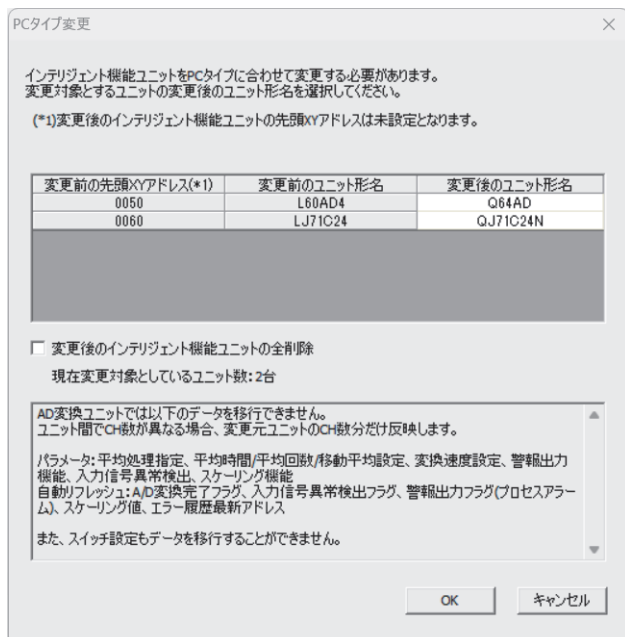 PCタイプ変更
インテリジェント機能ユニットをPCタイプに合わせて変更する必要があります。
変更対象とするユニットの変更後のユニット形名を選択してください。
(*1)変更後のインテリジェント機能ユニットの先頭XYアドレスは未設定となります。
変更前の先頭XYアドレス(*1) 変更前のユニット形名 変更後のユニット形名
0050 L60AD4 Q64AD
0060 LJ71C24 QJ71C24N
変更後のインテリジェント機能ユニットの全削除
現在変更対象としているユニット数:2台
AD変換ユニットでは以下のデータを移行できません。
ユニット間でCH数が異なる場合、変更元ユニットのCH数分だけ反映します。
パラメータ:平均処理指定、平均時間/平均回数/移動平均設定、変換速度設定、警報出力
機能、入力信号異常検出、スケーリング機能
自動リフレッシュ:A/D変換完了フラグ、入力信号異常検出フラグ、警報出力フラグ(プロセスアラー
ム)、スケーリング値、エラー履歴最新アドレス
また、スイッチ設定もデータを移行することができません。
OK キャンセル